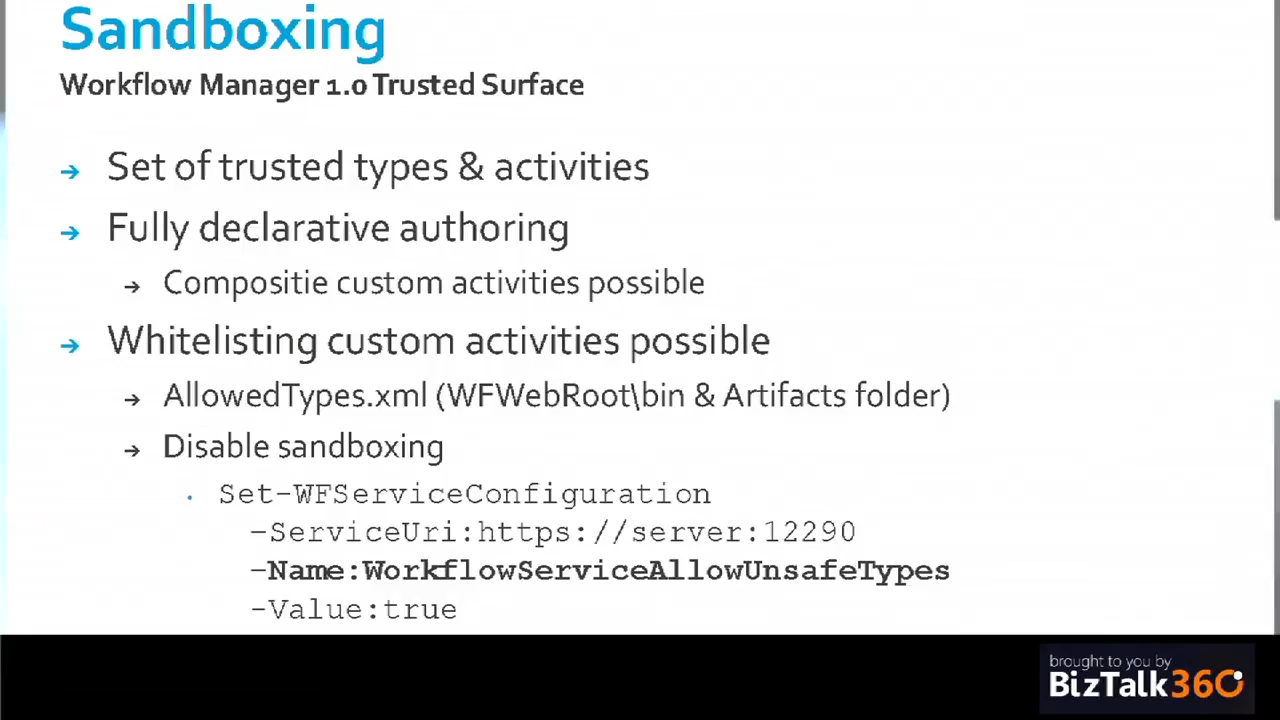 Sandboxing
Workflow Manager 1.0 Trusted Surface
→ Set of trusted types & activities
→ Fully declarative authoring
→ Compositie custom activities possible
→ Whitelisting custom activities possible
→ AllowedTypes.xml (WFWebRoot\bin & Artifacts folder)
→ Disable sandboxing
• Set-WFServiceConfiguration
–ServiceUri:https://server:12290
–Name:WorkflowServiceAllowUnsafeTypes
-Value:true
brought to you by
BizTalk360